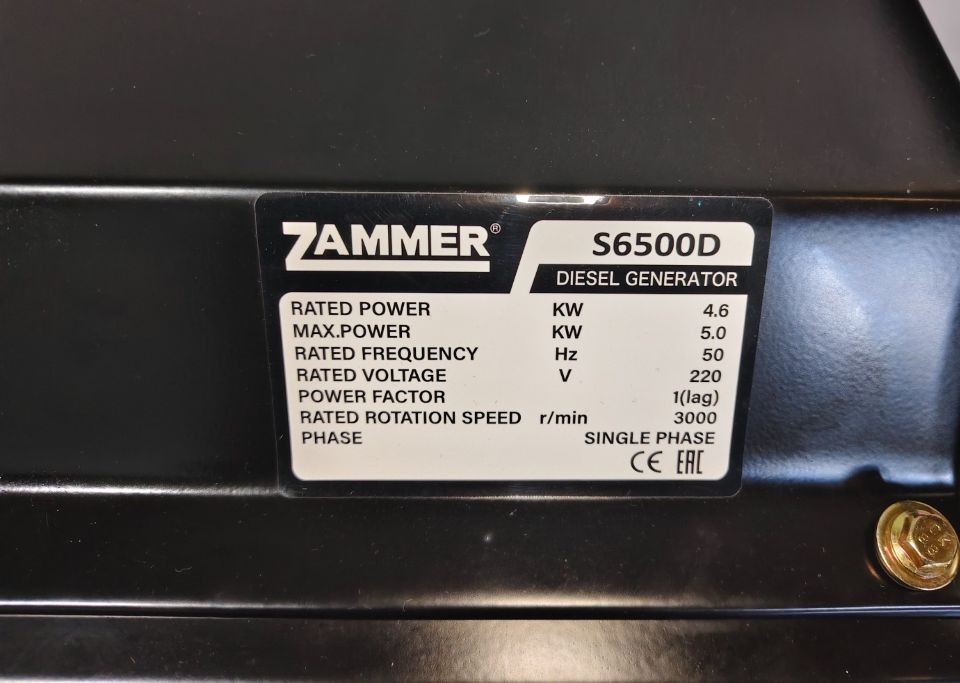 ZAMMER®
S6500D
DIESEL GENERATOR
RATED POWER KW 4.6
MAX.POWER KW 5.0
RATED FREQUENCY Hz 50
RATED VOLTAGE V 220
POWER FACTOR 1(lag)
RATED ROTATION SPEED r/min 3000
PHASE SINGLE PHASE
CE EAC